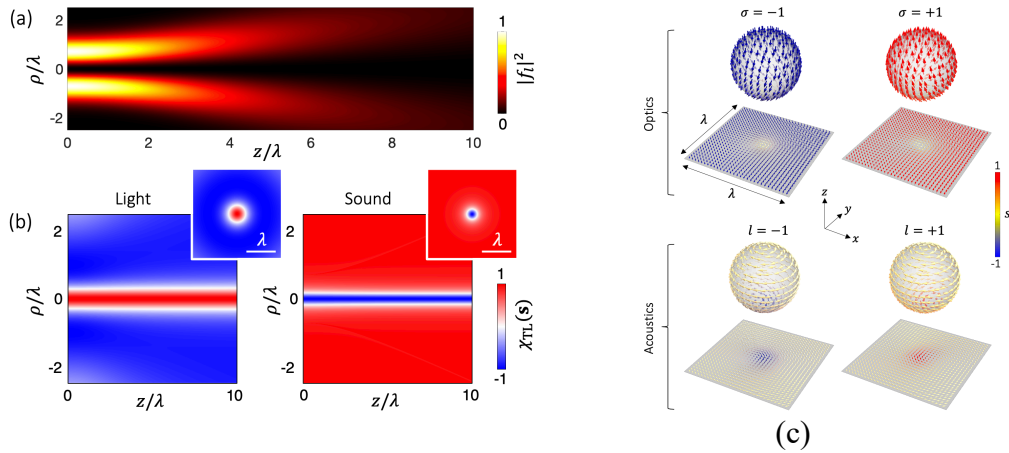 (a)
ρ/λ
2
0
-2
0
2
4
6
8
10
z/λ
1
0
|f_l|²
(b)
Light
Sound
λ
λ
ρ/λ
2
0
-2
0
10
z/λ
ρ/λ
2
0
-2
0
10
z/λ
1
-1
χ_TL(s)
(c)
σ = −1
σ = +1
Optics
λ
λ
z
y
x
1
-1
s
l = −1
l = +1
Acoustics